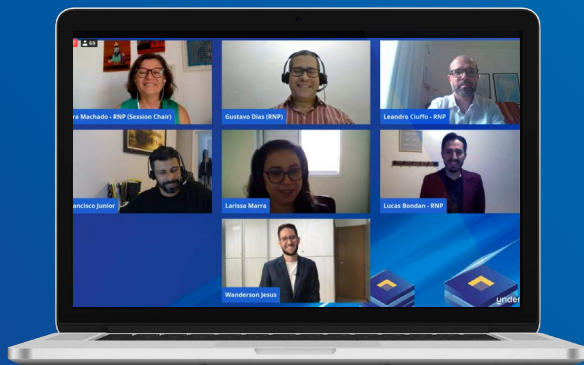 69
ra Machado - RNP (Session Chair)
Gustavo Dias (RNP)
Leandro Ciuffo - RNP
ancisco Junior
Larissa Marra
Lucas Bondan - RNP
Wanderson Jesus
under